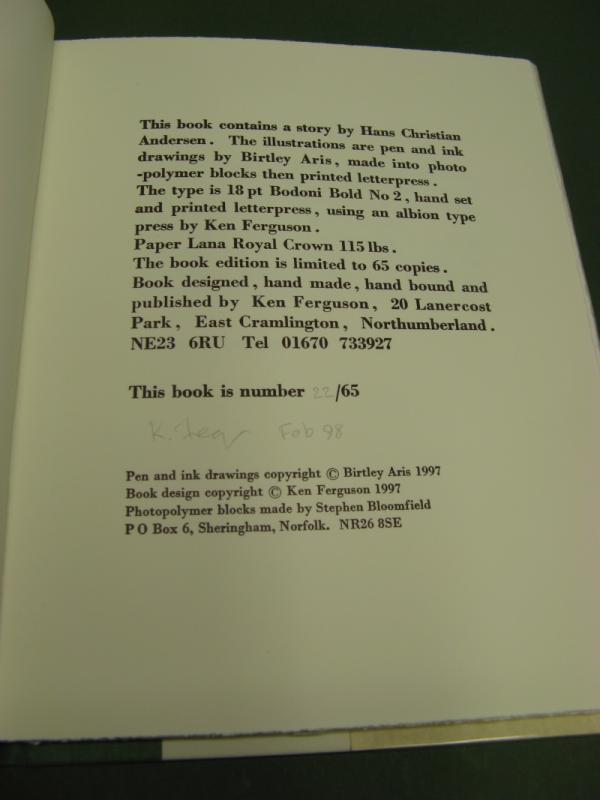 This book contains a story by Hans Christian
Andersen. The illustrations are pen and ink
drawings by Birtley Aris, made into photo
-polymer blocks then printed letterpress.
The type is 18 pt Bodoni Bold No 2, hand set
and printed letterpress, using an albion type
press by Ken Ferguson.
Paper Lana Royal Crown 115 lbs.
The book edition is limited to 65 copies.
Book designed, hand made, hand bound and
published by Ken Ferguson, 20 Lanercost
Park, East Cramlington, Northumberland.
NE23 6RU Tel 01670 733927
This book is number 22/65
K. Feb 98
Pen and ink drawings copyright © Birtley Aris 1997
Book design copyright © Ken Ferguson 1997
Photopolymer blocks made by Stephen Bloomfield
P O Box 6, Sheringham, Norfolk. NR26 8SE